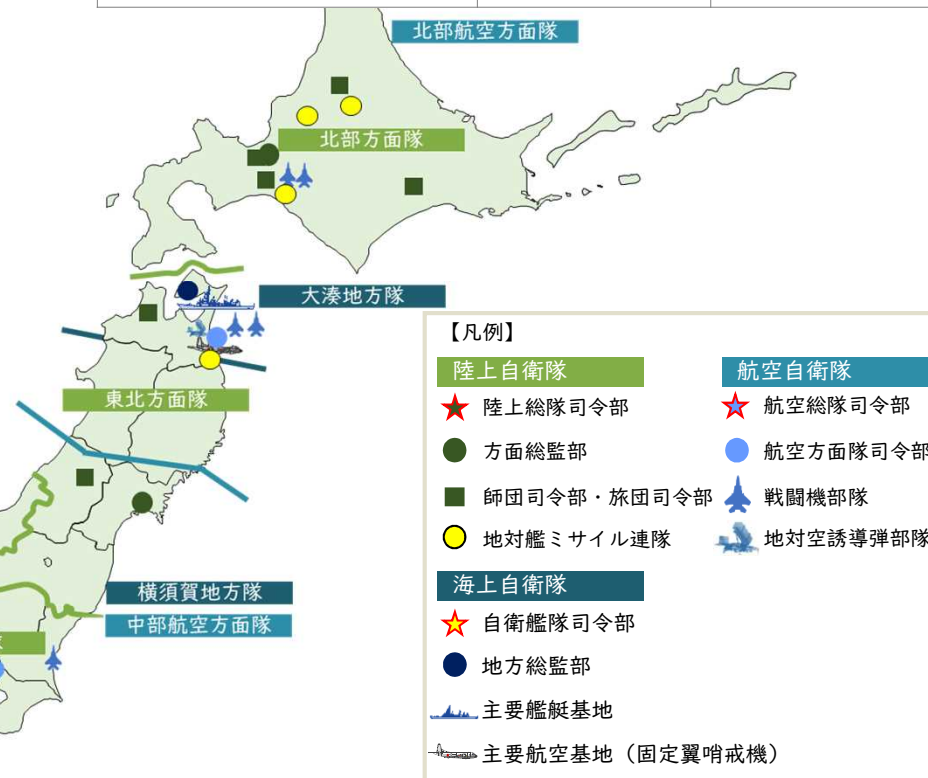 北部航空方面隊
北部方面隊
大湊地方隊
東北方面隊
横須賀地方隊
中部航空方面隊
【凡例】
陸上自衛隊
陸上総隊司令部
方面総監部
師団司令部・旅団司令部
地対艦ミサイル連隊
海上自衛隊
自衛艦隊司令部
地方総監部
主要艦艇基地
主要航空基地（固定翼哨戒機）
航空自衛隊
航空総隊司令部
航空方面隊司令部
戦闘機部隊
地対空誘導弾部隊